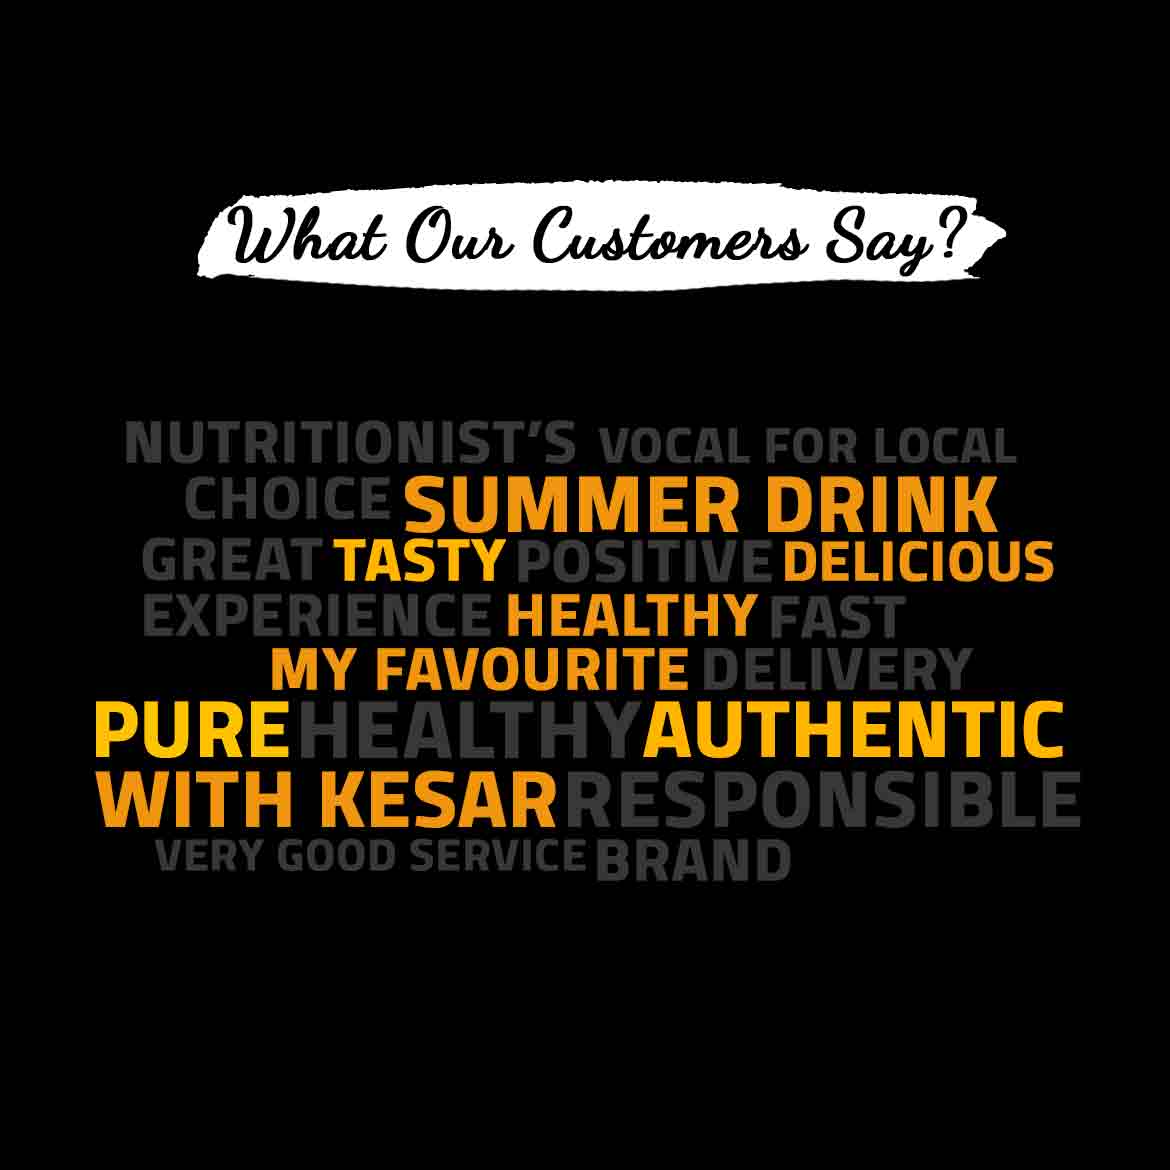 What Our Customers Say?
NUTRITIONIST'S VOCAL FOR LOCAL
CHOICE SUMMER DRINK
GREAT TASTY POSITIVE DELICIOUS
EXPERIENCE HEALTHY FAST
MY FAVOURITE DELIVERY
PURE HEALTHY AUTHENTIC
WITH KESAR RESPONSIBLE
VERY GOOD SERVICE BRAND